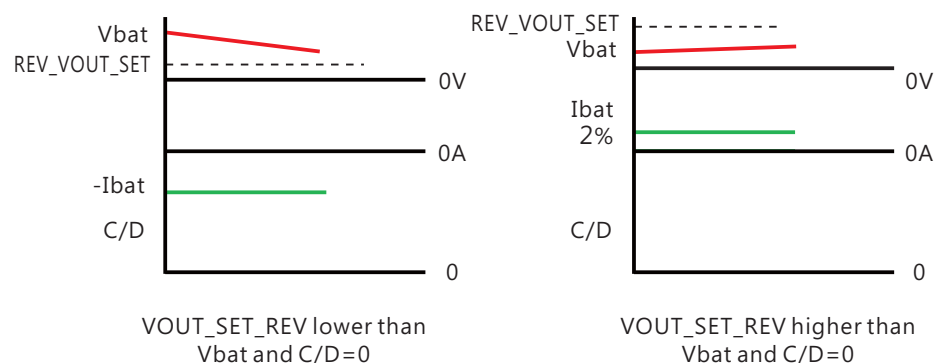 Vbat
REV_VOUT_SET
0V
0A
-Ibat
C/D
0
VOUT_SET_REV lower than
Vbat and C/D=0
REV_VOUT_SET
Vbat
0V
Ibat
2%
0A
C/D
0
VOUT_SET_REV higher than
Vbat and C/D=0